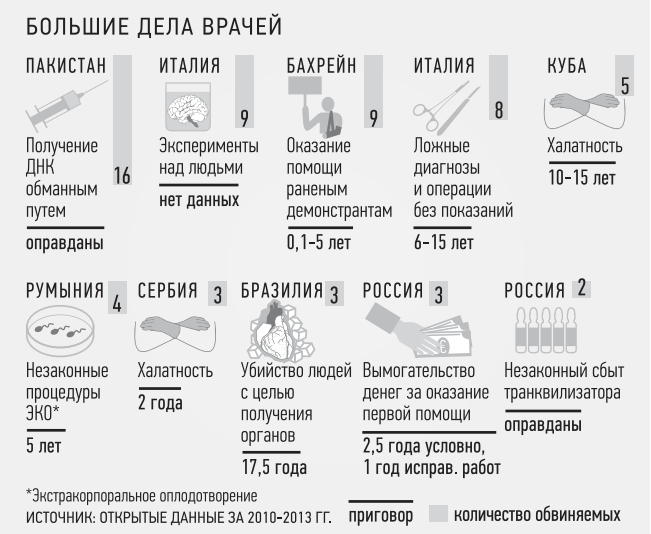 БОЛЬШИЕ ДЕЛА ВРАЧЕЙ
ПАКИСТАН
16
Получение
ДНК
обманным
путем
оправданы
ИТАЛИЯ
9
Эксперименты
над людьми
нет данных
БАХРЕЙН
9
Оказание
помощи
раненым
демонстрантам
0,1-5 лет
ИТАЛИЯ
8
Ложные
диагнозы
и операции
без показаний
6-15 лет
КУБА
5
Халатность
10-15 лет
РУМЫНИЯ
4
Незаконные
процедуры
ЭКО*
5 лет
СЕРБИЯ
3
Халатность
2 года
БРАЗИЛИЯ
3
Убийство людей
с целью
получения
органов
17,5 года
РОССИЯ
3
Вымогательство
денег за оказание
первой помощи
2,5 года условно,
1 год исправ. работ
РОССИЯ
2
Незаконный сбыт
транквилизатора
оправданы
*Экстракорпоральное оплодотворение
ИСТОЧНИК: ОТКРЫТЫЕ ДАННЫЕ ЗА 2010-2013 ГГ.
приговор
количество обвиняемых